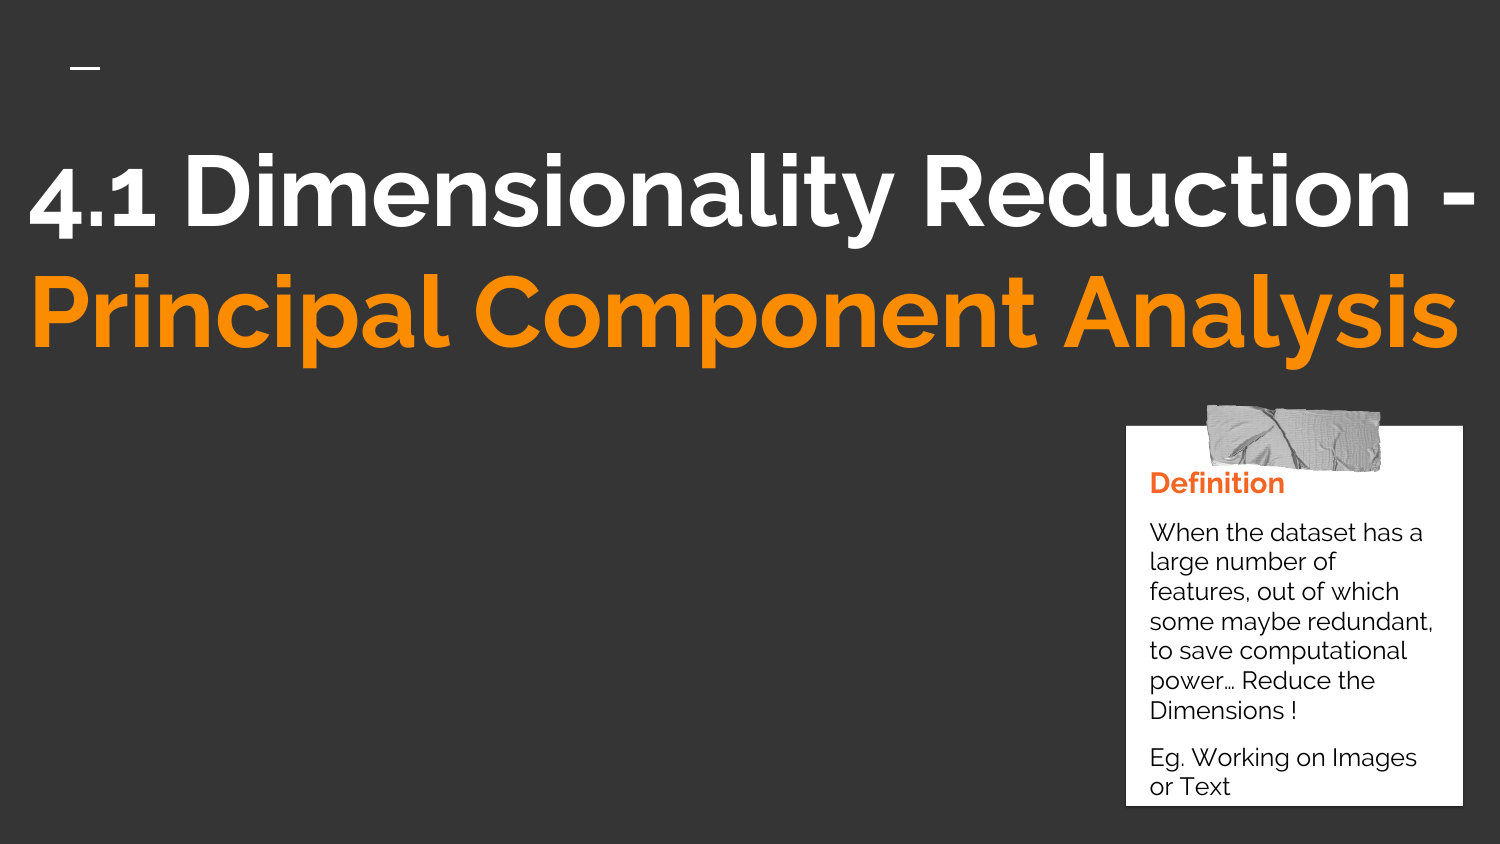 4.1 Dimensionality Reduction -
Principal Component Analysis
Definition
When the dataset has a
large number of
features, out of which
some maybe redundant,
to save computational
power… Reduce the
Dimensions !
Eg. Working on Images
or Text